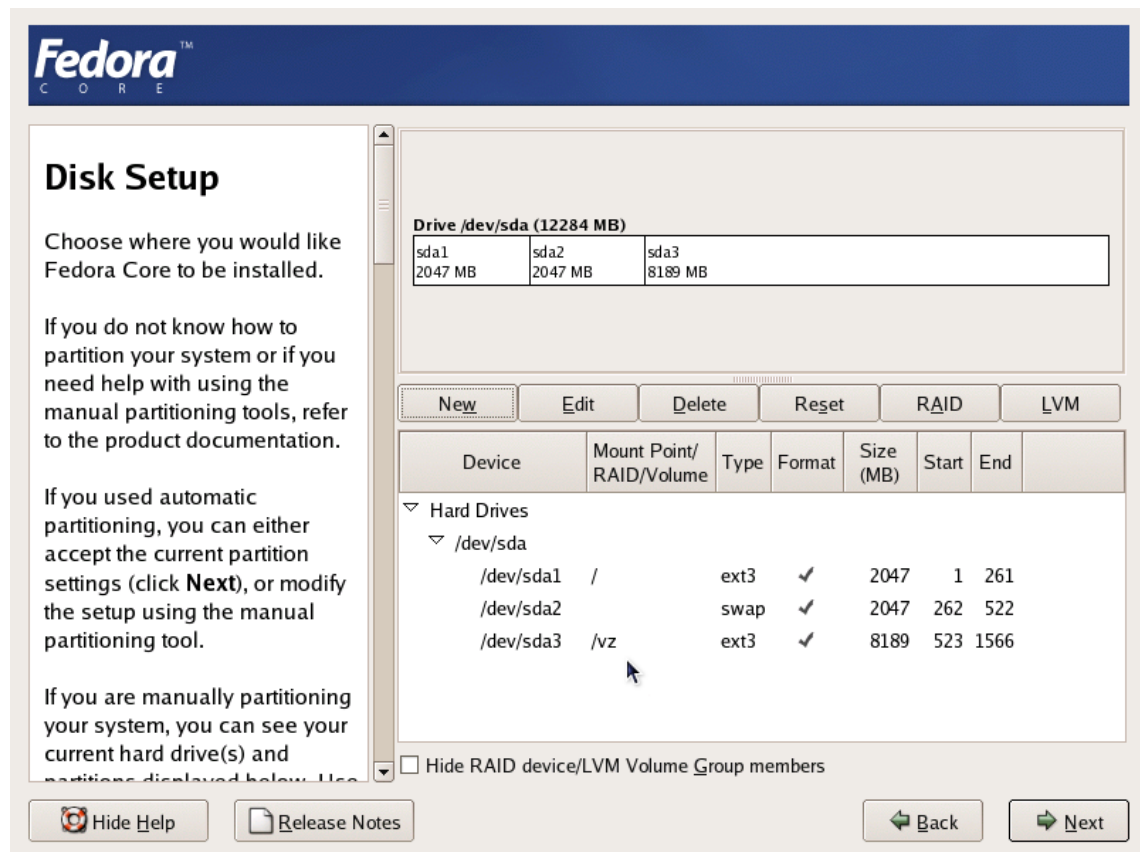 Fedora™
CORE
Disk Setup
Choose where you would like
Fedora Core to be installed.
If you do not know how to
partition your system or if you
need help with using the
manual partitioning tools, refer
to the product documentation.
If you used automatic
partitioning, you can either
accept the current partition
settings (click Next), or modify
the setup using the manual
partitioning tool.
If you are manually partitioning
your system, you can see your
current hard drive(s) and
partitions displayed below. Use
Drive /dev/sda (12284 MB)
sda1 sda2 sda3
2047 MB 2047 MB 8189 MB
New Edit Delete Reset RAID LVM
Device Mount Point/ RAID/Volume Type Format Size (MB) Start End
Hard Drives
/dev/sda
/dev/sda1 / ext3 ✓ 2047 1 261
/dev/sda2 swap ✓ 2047 262 522
/dev/sda3 /vz ext3 ✓ 8189 523 1566
Hide RAID device/LVM Volume Group members
Hide Help Release Notes Back Next